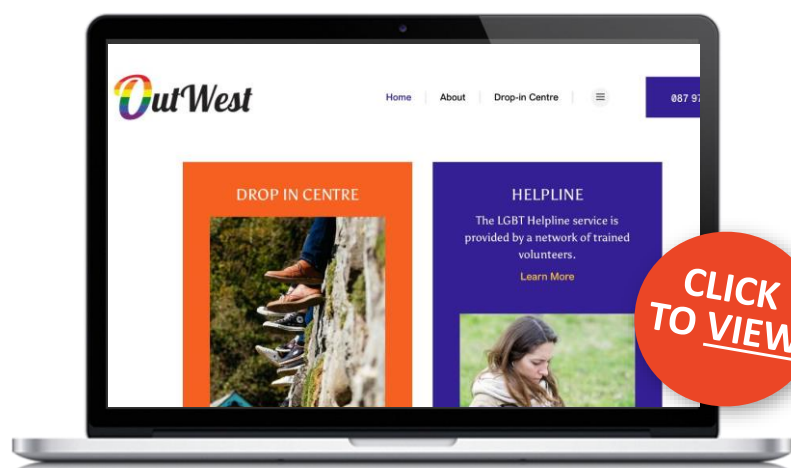 OutWest
Home About Drop-in Centre
087 97
DROP IN CENTRE
HELPLINE
The LGBT Helpline service is
provided by a network of trained
volunteers.
Learn More
CLICK
TO VIEW